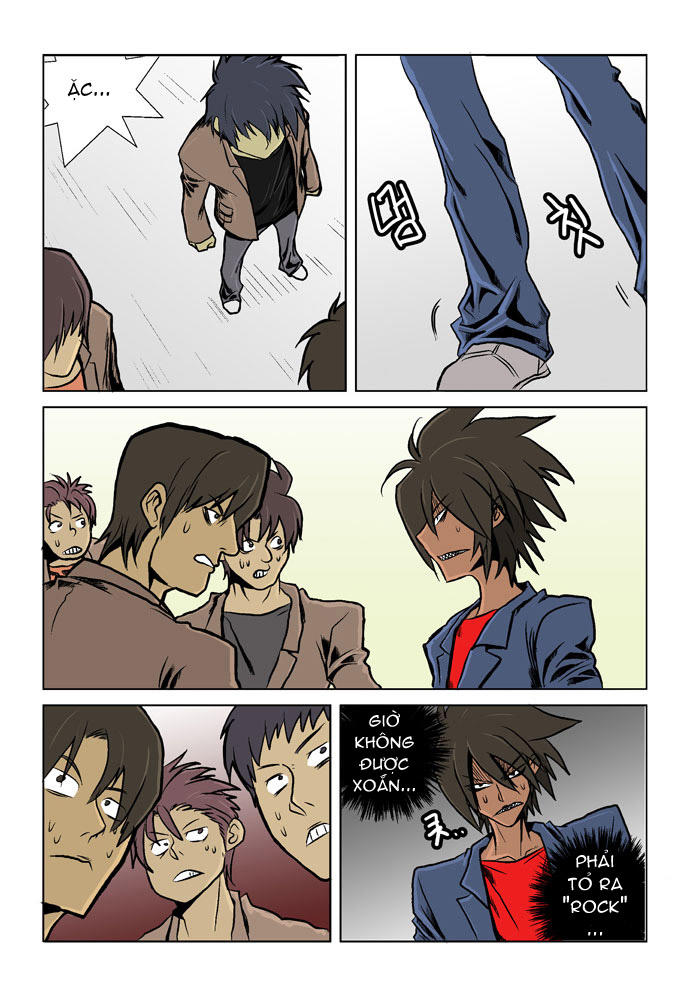 ẶC...
멈
칫
GIỜ
KHÔNG
ĐƯỢC
XOẮN...
PHẢI
TỎ RA
"ROCK"
...